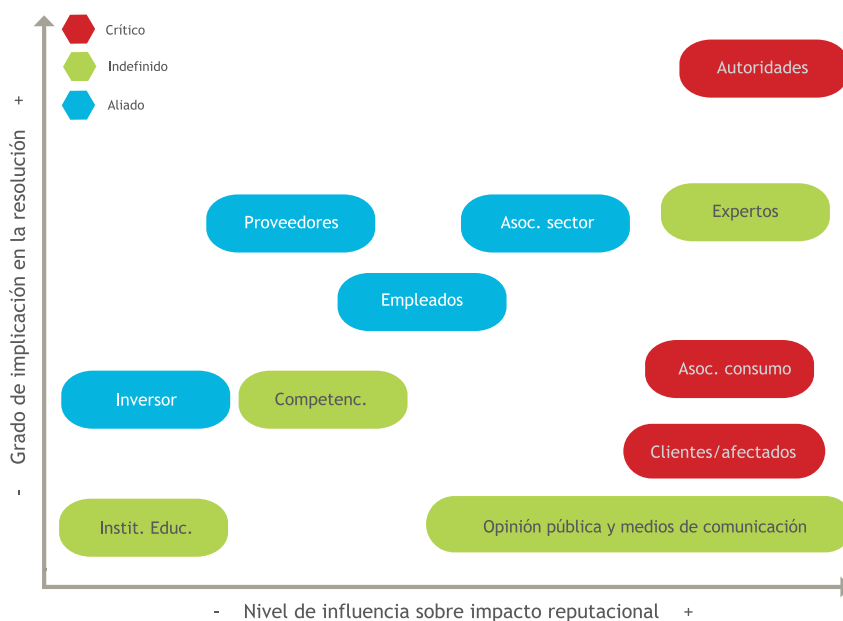 Crítico
Indefinido
Aliado
Autoridades
Proveedores
Asoc. sector
Expertos
Empleados
Asoc. consumo
Inversor
Competenc.
Clientes/afectados
Instit. Educ.
Opinión pública y medios de comunicación
- Grado de implicación en la resolución +
- Nivel de influencia sobre impacto reputacional +